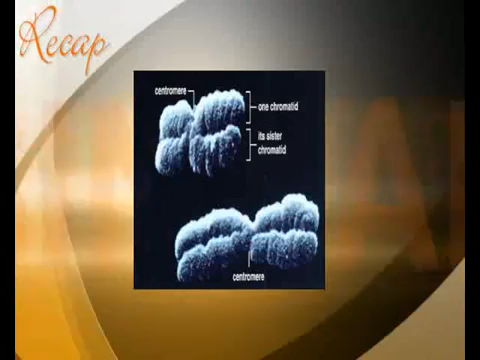 Recap
centromere
one chromatid
its sister
chromatid
centromere